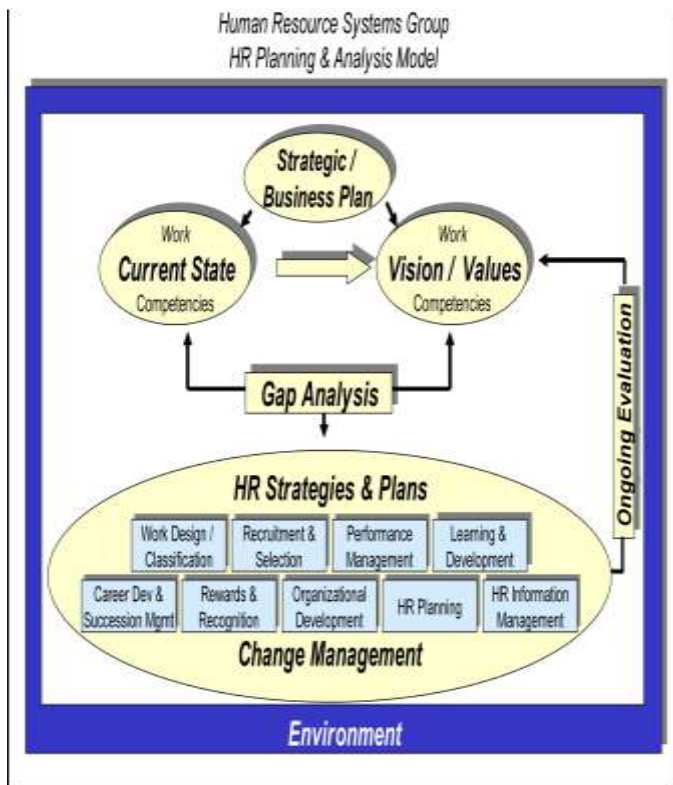 Human Resource Systems Group
HR Planning & Analysis Model
Strategic /
Business Plan
Work
Current State
Competencies
Work
Vision / Values
Competencies
Gap Analysis
Ongoing Evaluation
HR Strategies & Plans
Work Design /
Classification
Recruitment &
Selection
Performance
Management
Learning &
Development
Career Dev &
Succession Mgmt
Rewards &
Recognition
Organizational
Development
HR Planning
HR Information
Management
Change Management
Environment